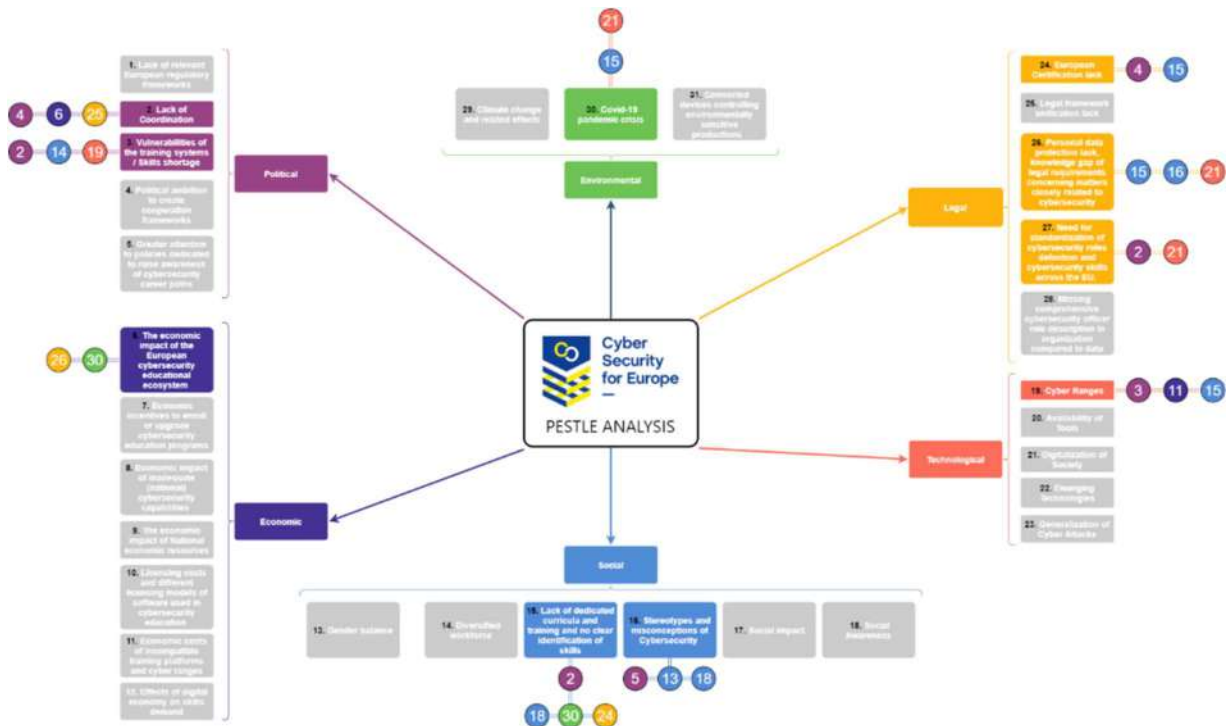 21
15
1. Lack of relevant
European regulatory
frameworks
4 6 25
2. Lack of
Coordination
2 14 19
3. Vulnerabilities of
the training systems
/ Skills shortage
4. Political ambition
to create
cooperation
frameworks
5. Greater attention
to policies dedicated
to raise awareness
of cybersecurity
career paths
Political
29. Climate change
and related effects
30. Covid-19
pandemic crisis
31. Connected
devices controlling
environmentally
sensitive
productions
Environmental
24. European
Certification lack
4 15
25. Legal framework
unification lack
26. Personal data
protection lack,
knowledge gap of
legal requirements
concerning matters
closely related to
cybersecurity
15 16 21
27. Need for
standardization of
cybersecurity roles
definition and
cybersecurity skills
across the EU.
2 21
28. Missing
comprehensive
cybersecurity officer
role description in
organization
compared to data
Legal
Cyber
Security
for Europe
PESTLE ANALYSIS
26 30
6. The economic
impact of the
European
cybersecurity
educational
ecosystem
7. Economic
incentives to enrol or
upgrade
cybersecurity
education programs
8. Economic impact
of inadequate
(national)
cybersecurity
capabilities
9. The economic
impact of National
economic resources
10. Licensing costs
and different
licensing models of
software used in
cybersecurity
education
11. Economic costs
of incompatible
training platforms
and cyber ranges
12. Effects of digital
economy on skills
demand
Economic
19. Cyber Ranges
3 11 15
20. Availability of
tools
21. Digitalization of
Society
22. Emerging
Technologies
23. Generalization of
Cyber Attacks
Technological
Social
13. Gender balance
14. Diversified
workforce
15. Lack of dedicated
curricula and
training and no clear
identification of
skills
16. Stereotypes and
misconceptions of
Cybersecurity
17. Social impact
18. Social
Awareness
2
18 30 24
5 13 18